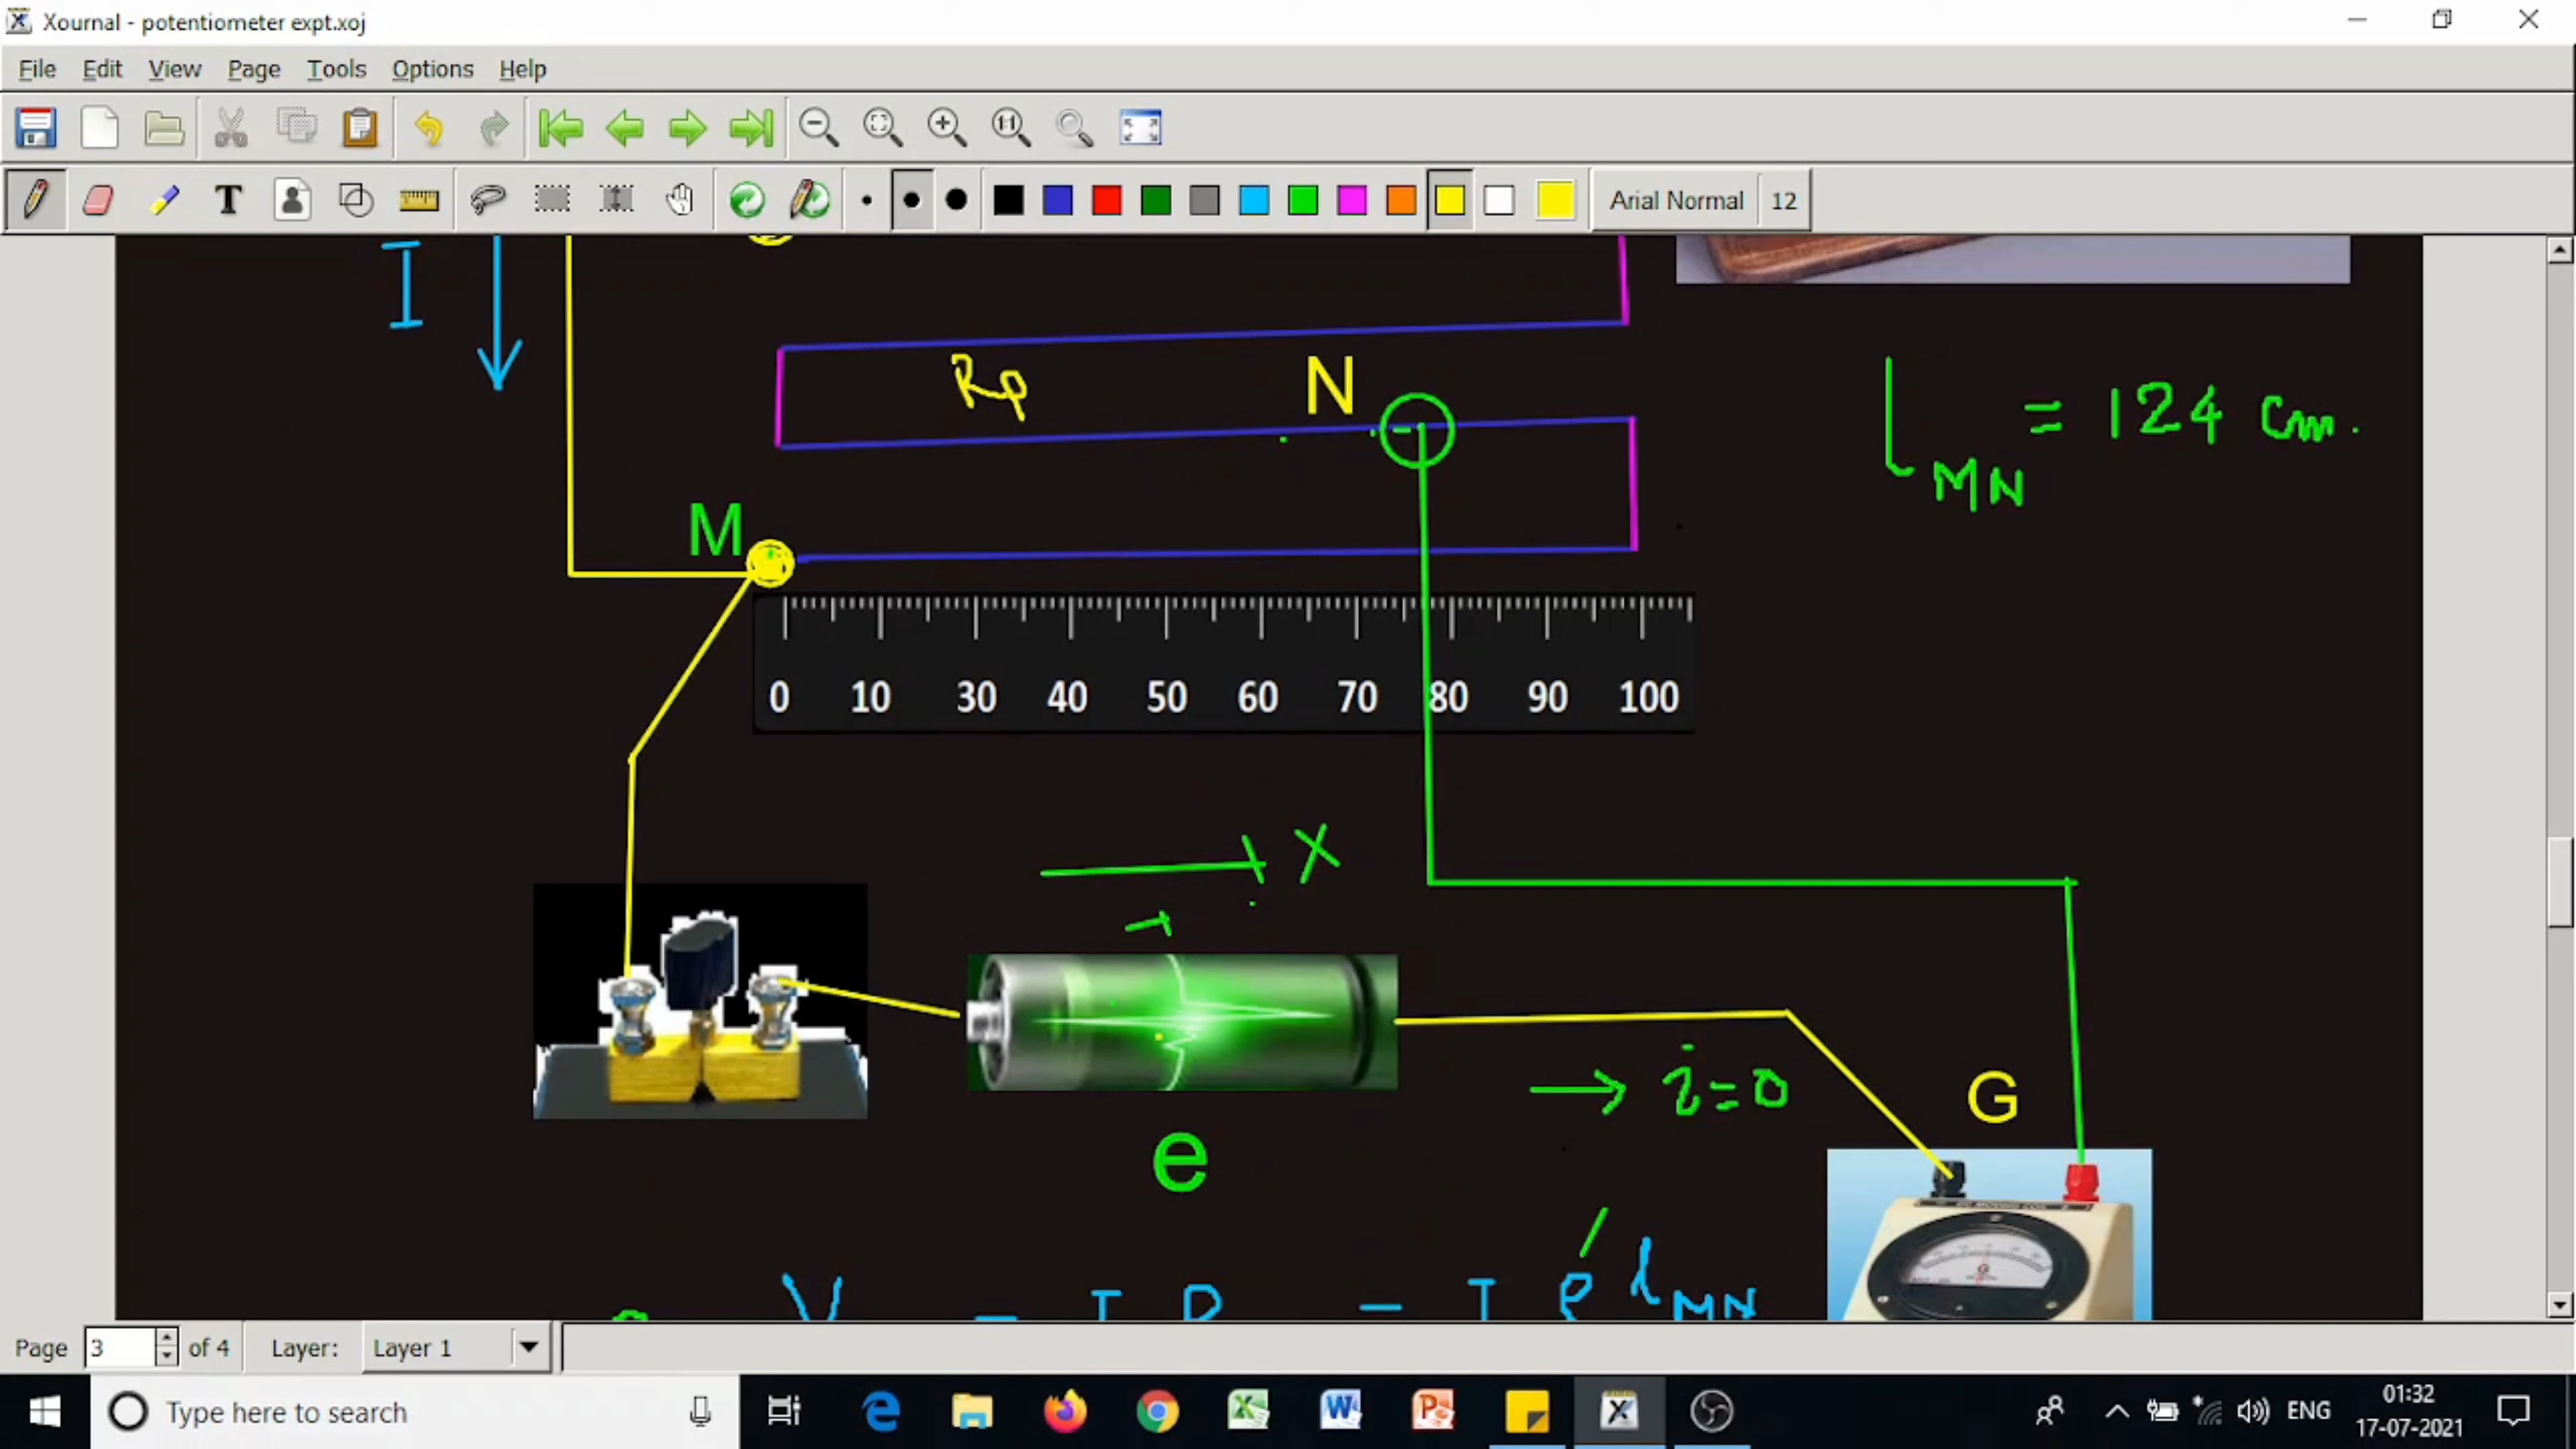 Xournal - potentiometer expt.xoj
File Edit View Page Tools Options Help
Arial Normal 12
I
Rp
N
l MN = 124 cm.
M
0 10 30 40 50 60 70 80 90 100
X
→ i=0
G
e
V = I R = I ρ' l MN
Page 3 of 4 Layer: Layer 1
Type here to search
ENG
01:32
17-07-2021